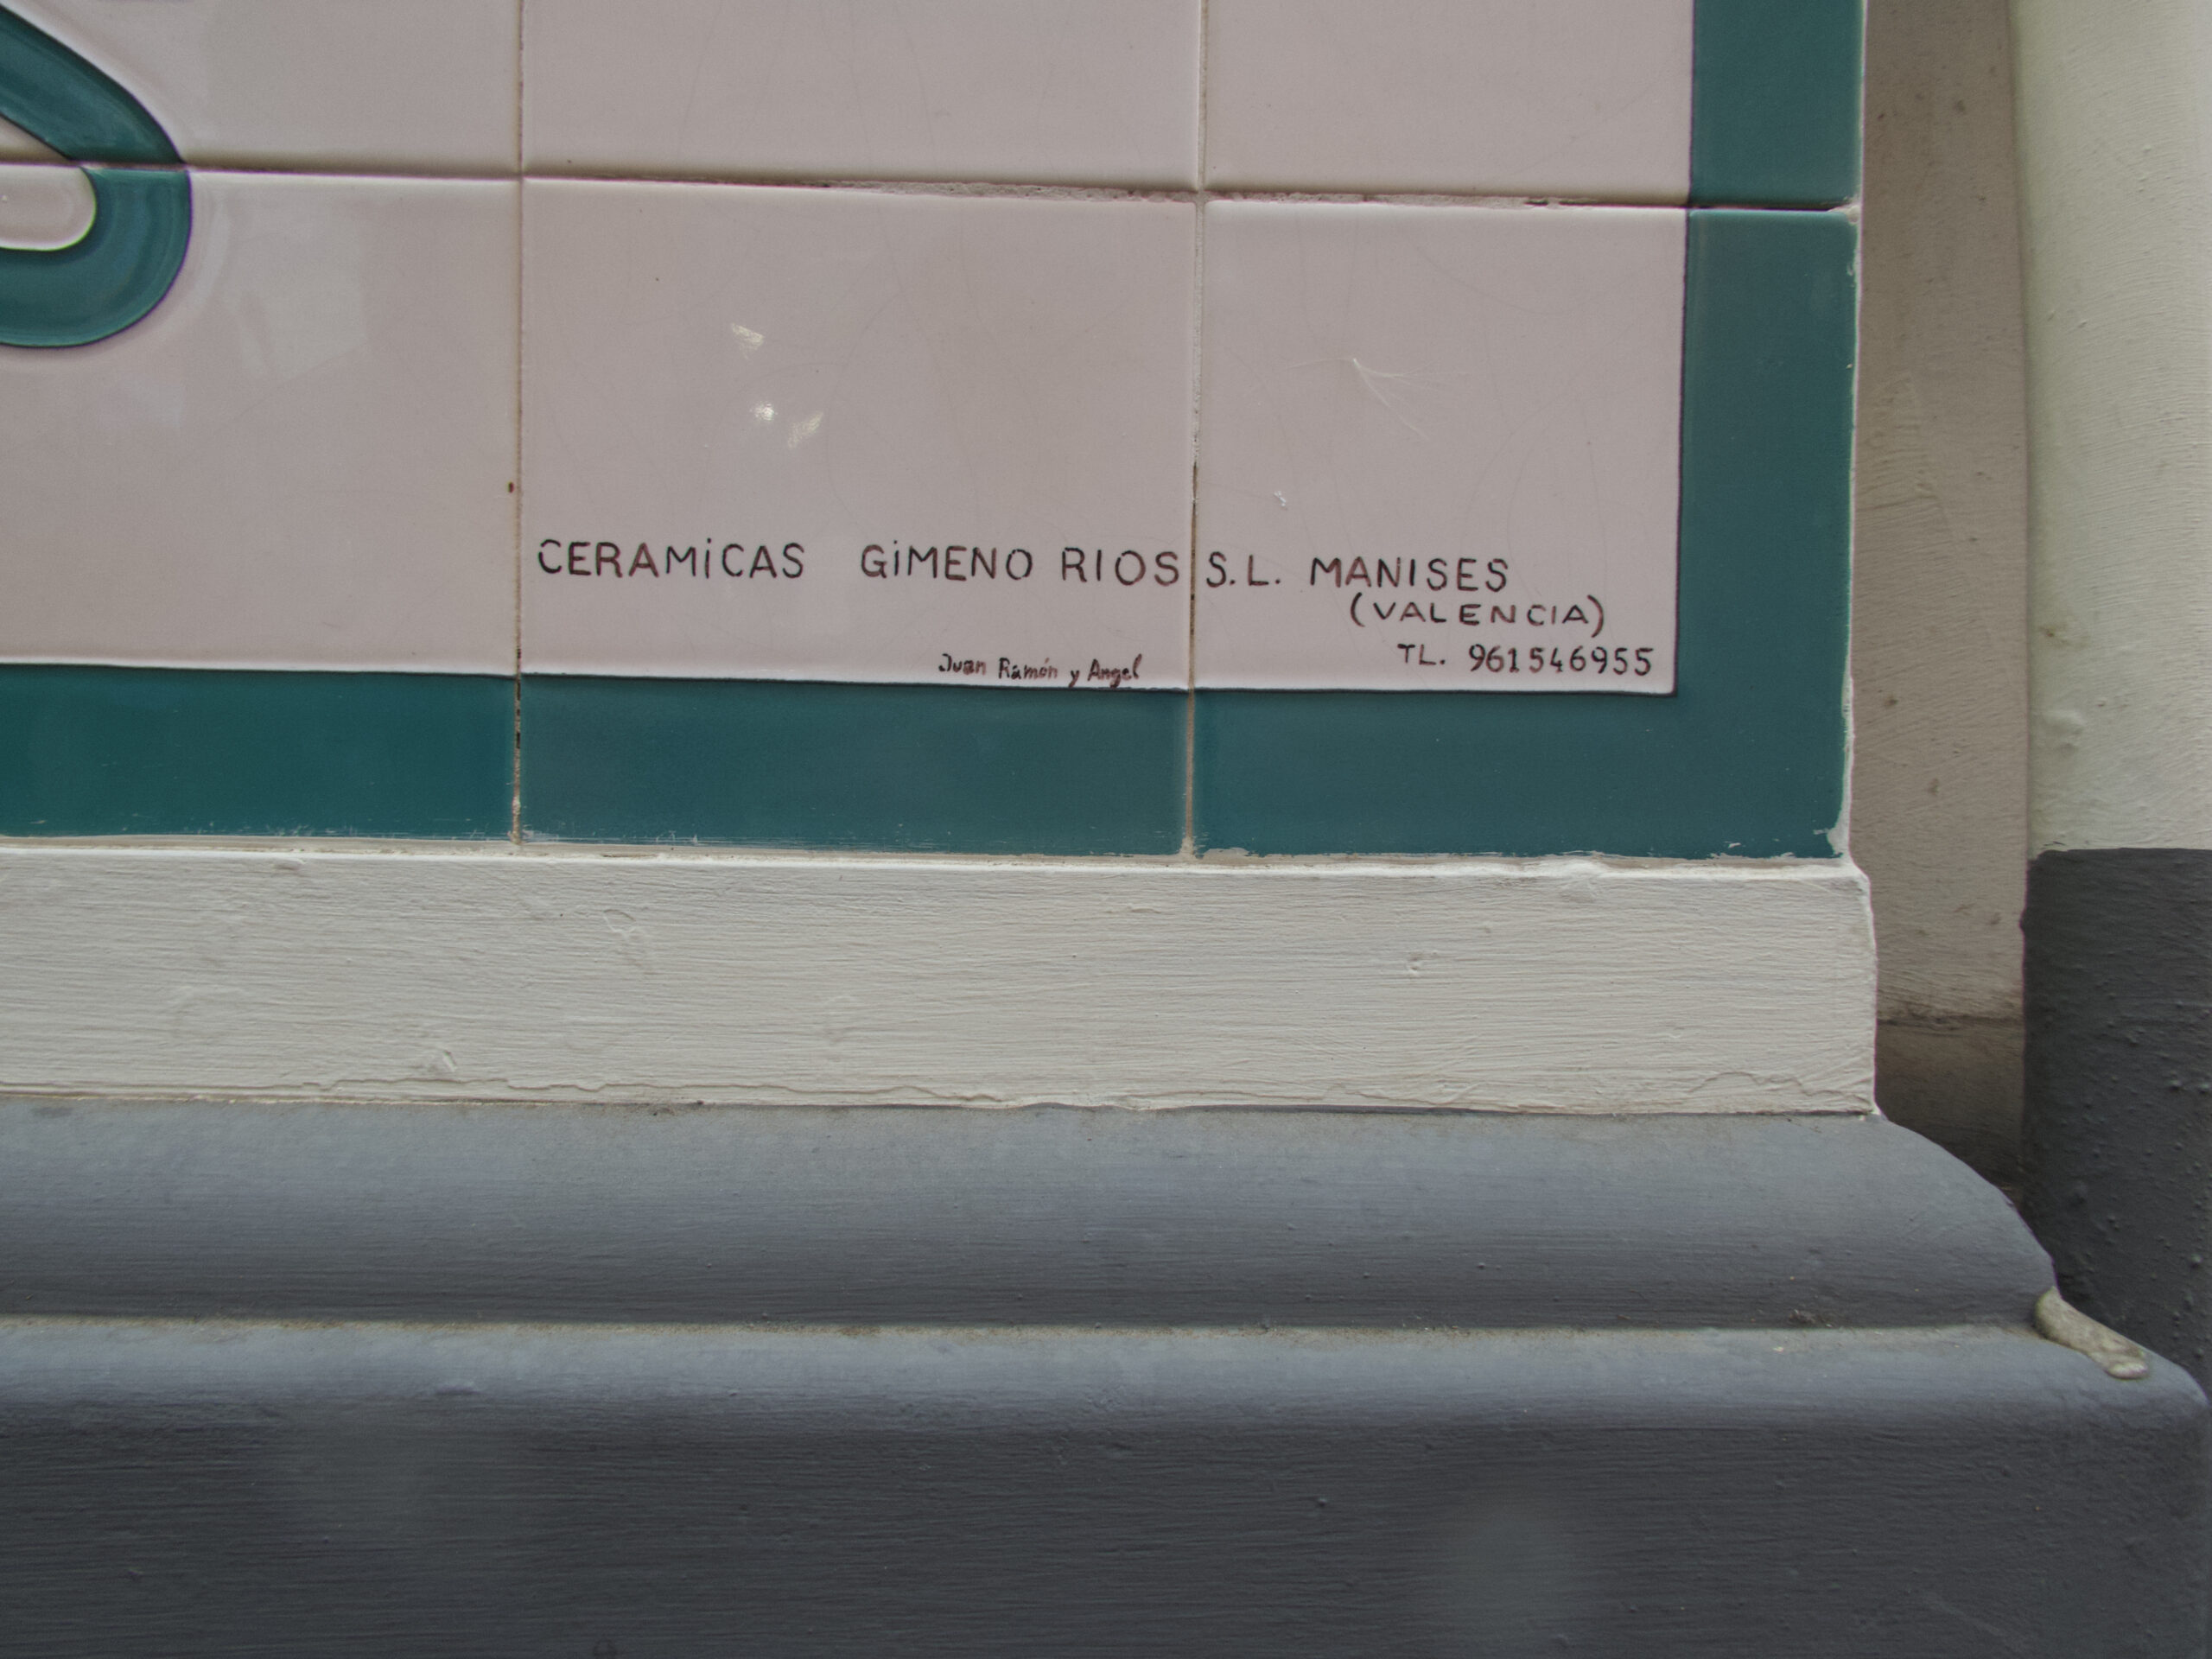 CERAMiCAS GiMENO RIOS S.L. MANISES
(VALENCIA)
TL. 961546955
Juan Ramón y Angel